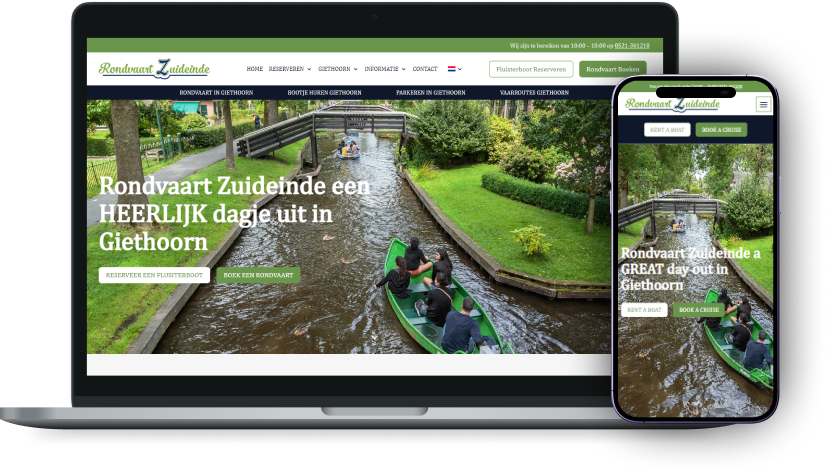 Wij zijn te bereiken van 10:00 - 18:00 op 0521-361218
Rondvaart Zuideinde
HOME RESERVEREN GIETHOORN INFORMATIE CONTACT
Fluisterboot Reserveren
Rondvaart Boeken
RONDVAART IN GIETHOORN BOOTJE HUREN GIETHOORN PARKEREN IN GIETHOORN VAARROUTES GIETHOORN
Rondvaart Zuideinde een
HEERLIJK dagje uit in
Giethoorn
RESERVEER EEN FLUISTERBOOT
BOEK EEN RONDVAART
Rondvaart Zuideinde
RENT A BOAT
BOOK A CRUISE
Rondvaart Zuideinde a
GREAT day out in
Giethoorn
RENT A BOAT
BOOK A CRUISE